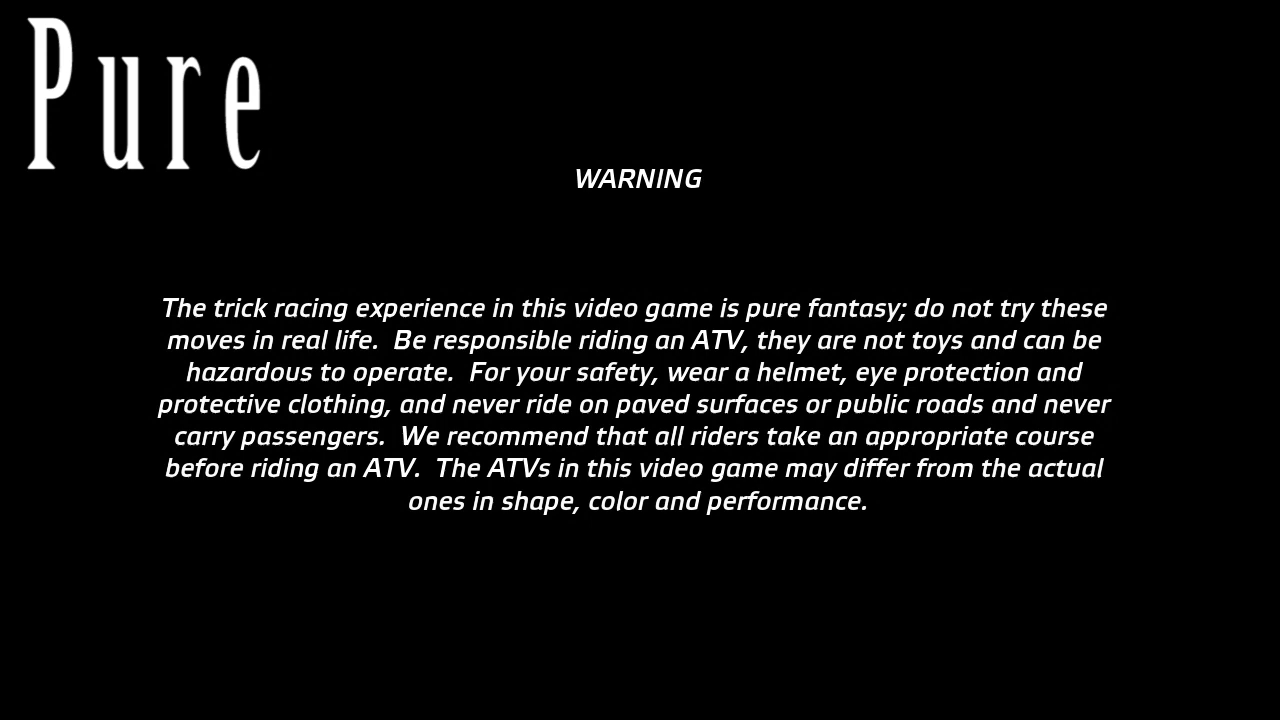 Pure
WARNING
The trick racing experience in this video game is pure fantasy; do not try these
moves in real life.  Be responsible riding an ATV, they are not toys and can be
hazardous to operate.  For your safety, wear a helmet, eye protection and
protective clothing, and never ride on paved surfaces or public roads and never
carry passengers.  We recommend that all riders take an appropriate course
before riding an ATV.  The ATVs in this video game may differ from the actual
ones in shape, color and performance.